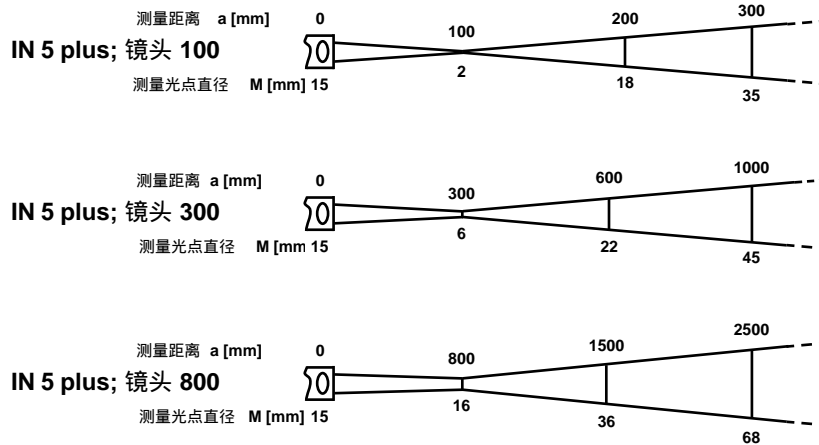 测量距离 a [mm] 0 100 200 300
IN 5 plus; 镜头 100
测量光点直径 M [mm] 15 2 18 35
测量距离 a [mm] 0 300 600 1000
IN 5 plus; 镜头 300
测量光点直径 M [mm 15 6 22 45
测量距离 a [mm] 0 800 1500 2500
IN 5 plus; 镜头 800
测量光点直径 M [mm] 15 16 36 68